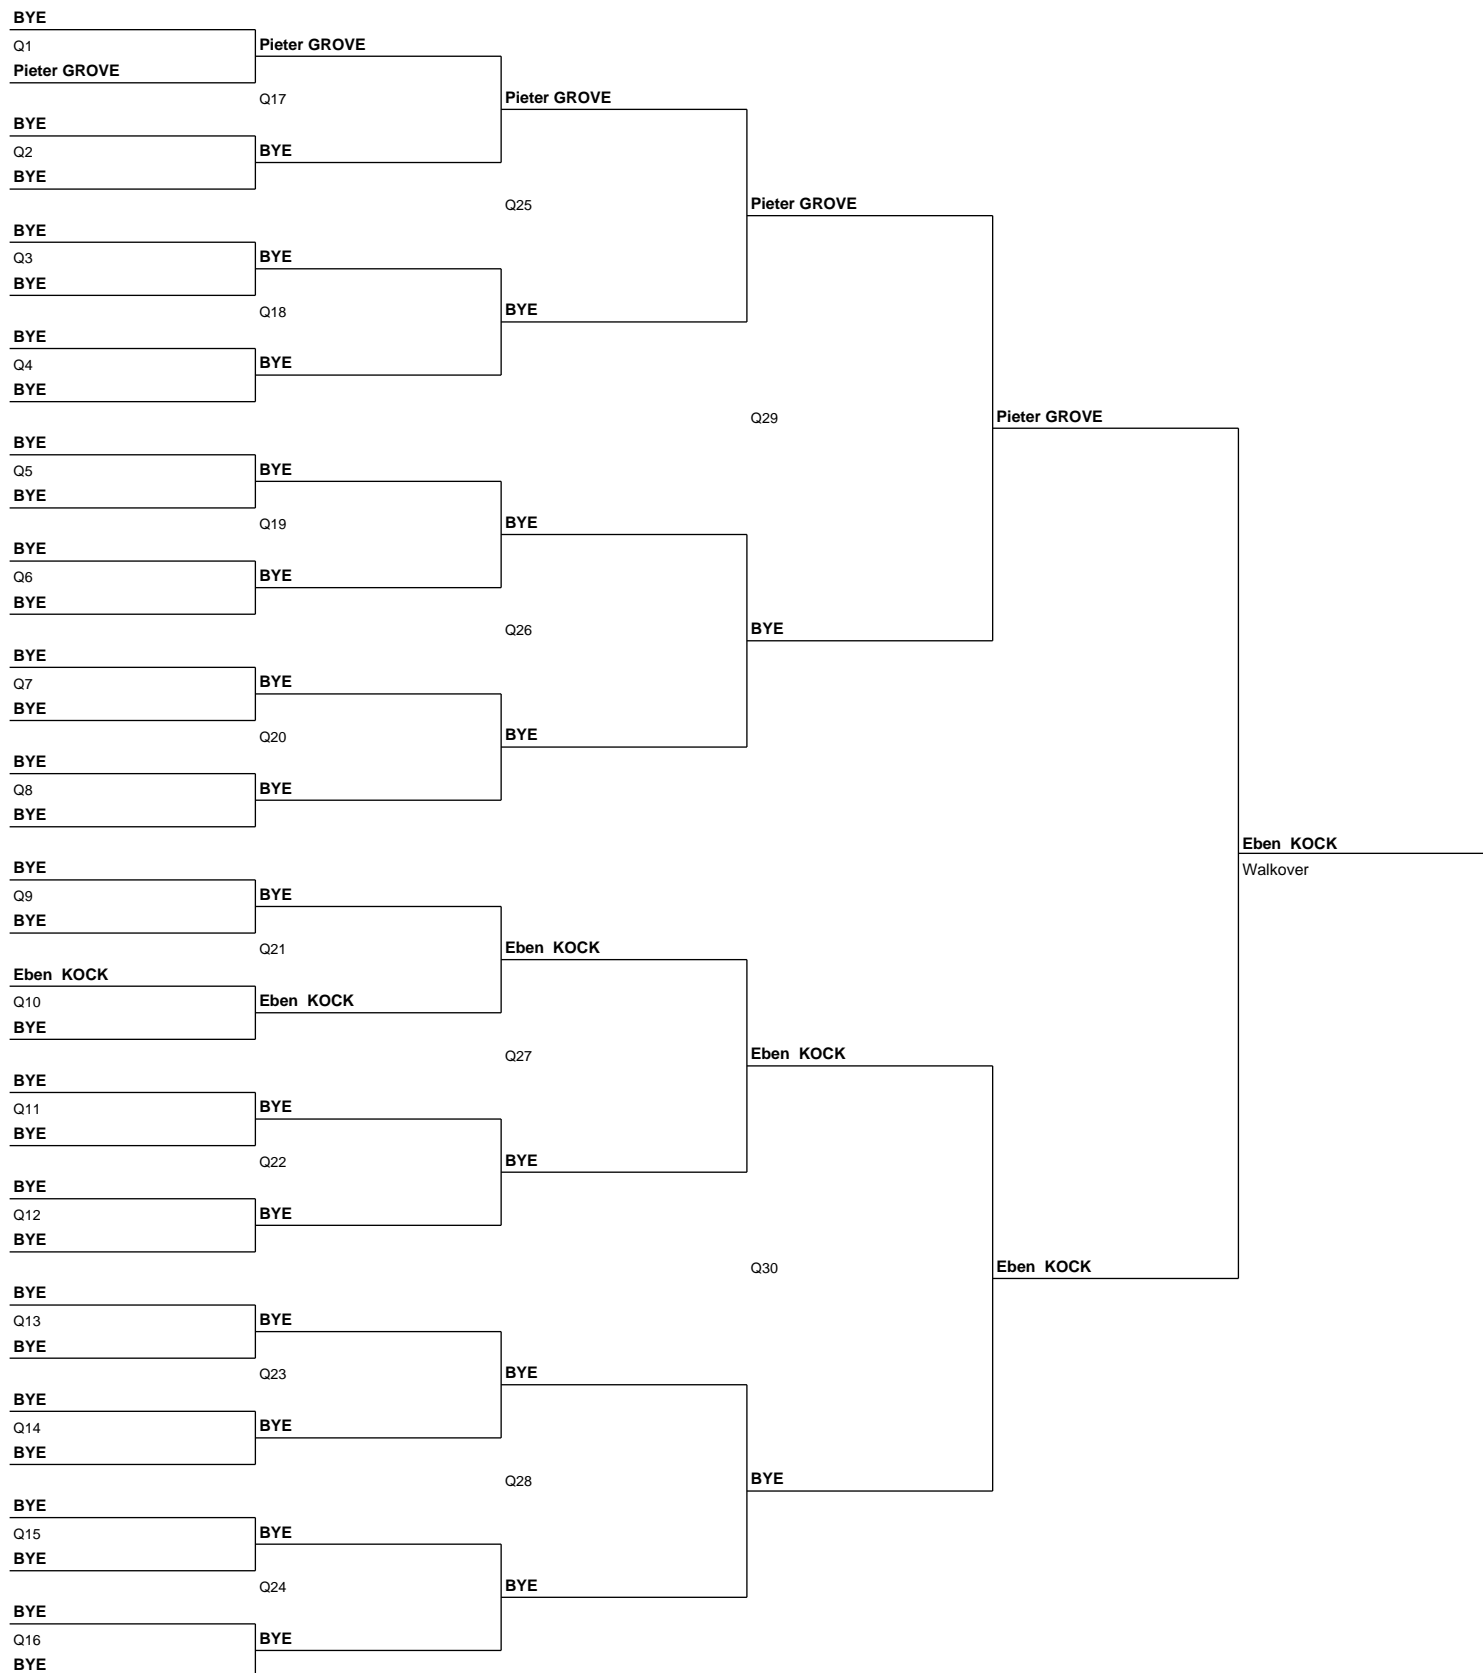 BYE
Q1
Pieter GROVE
Pieter GROVE
Q17
Pieter GROVE
BYE
Q2
BYE
BYE
Q25
Pieter GROVE
BYE
Q3
BYE
BYE
Q18
BYE
BYE
Q4
BYE
BYE
Q29
Pieter GROVE
BYE
Q5
BYE
BYE
Q19
BYE
BYE
Q6
BYE
BYE
Q26
BYE
BYE
Q7
BYE
BYE
Q20
BYE
BYE
Q8
BYE
BYE
Eben  KOCK
Walkover
BYE
Q9
BYE
BYE
Q21
Eben  KOCK
Eben  KOCK
Q10
BYE
Eben  KOCK
Q27
Eben  KOCK
BYE
Q11
BYE
BYE
Q22
BYE
BYE
Q12
BYE
BYE
Q30
Eben  KOCK
BYE
Q13
BYE
BYE
Q23
BYE
BYE
Q14
BYE
BYE
Q28
BYE
BYE
Q15
BYE
BYE
Q24
BYE
BYE
Q16
BYE
BYE